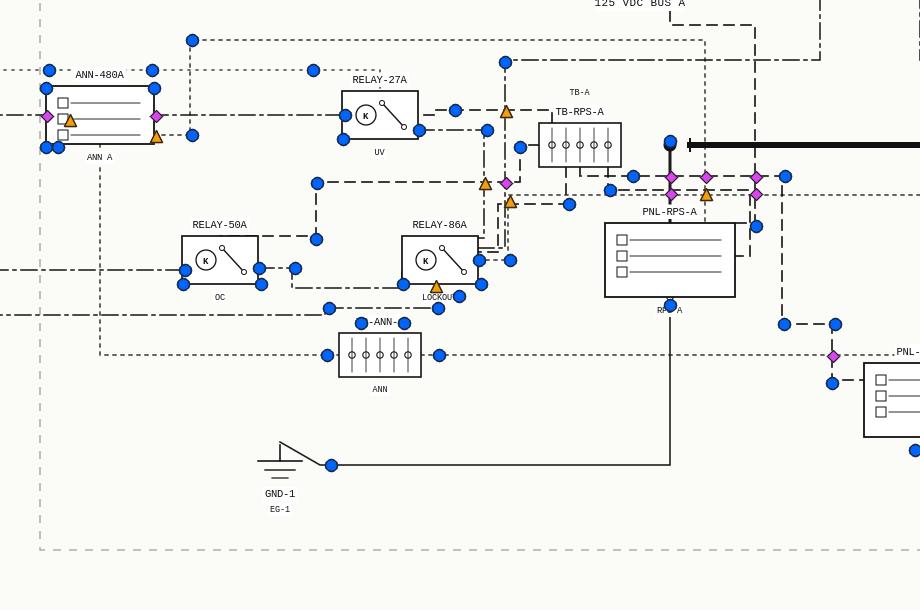 125 VDC BUS A
ANN-480A
RELAY-27A
TB-A
TB-RPS-A
K
UV
ANN A
RELAY-50A
RELAY-86A
PNL-RPS-A
K
K
OC
LOCKOUT
-ANN-
PNL-
ANN
GND-1
EG-1